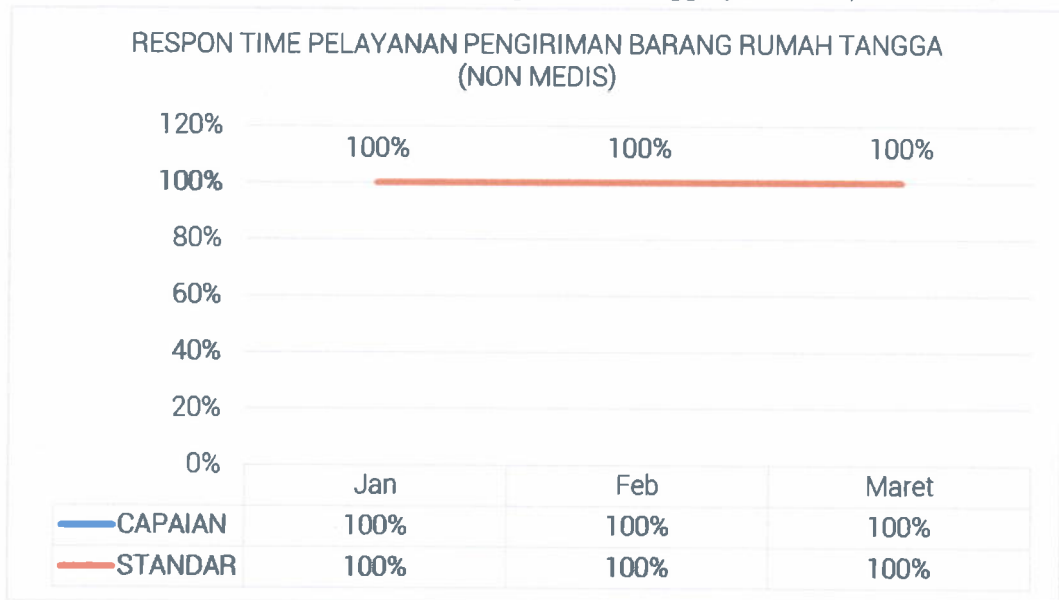 RESPON TIME PELAYANAN PENGIRIMAN BARANG RUMAH TANGGA
(NON MEDIS)
120%
100% 100% 100%
100%
80%
60%
40%
20%
0%
Jan Feb Maret
CAPAIAN 100% 100% 100%
STANDAR 100% 100% 100%